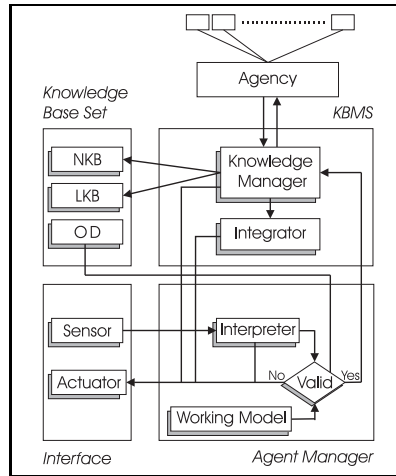 Agency
Knowledge
Base Set
KBMS
NKB
LKB
OD
Knowledge
Manager
Integrator
Sensor
Actuator
Interpreter
No
Valid
Yes
Working Model
Interface
Agent Manager